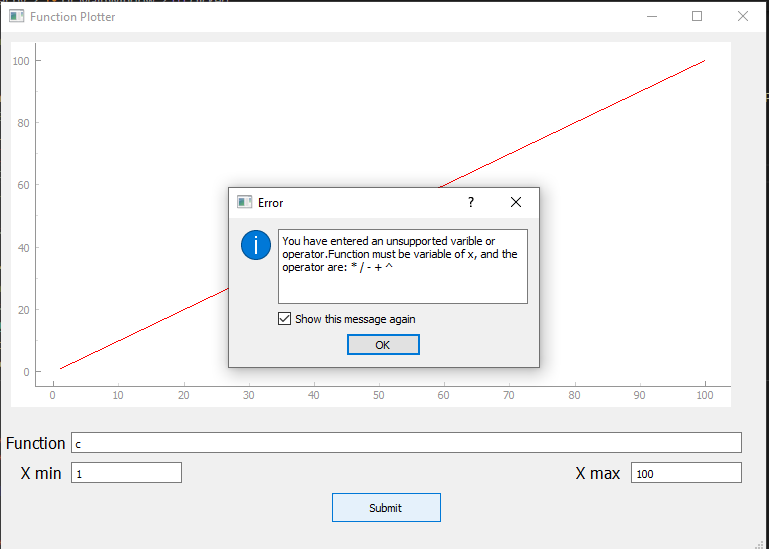 Function Plotter
100
80
60
40
20
0
0 10 20 30 40 50 60 70 80 90 100
Error
?
You have entered an unsupported varible or
operator.Function must be variable of x, and the
operator are: * / - + ^
Show this message again
OK
Function c
X min 1
X max 100
Submit